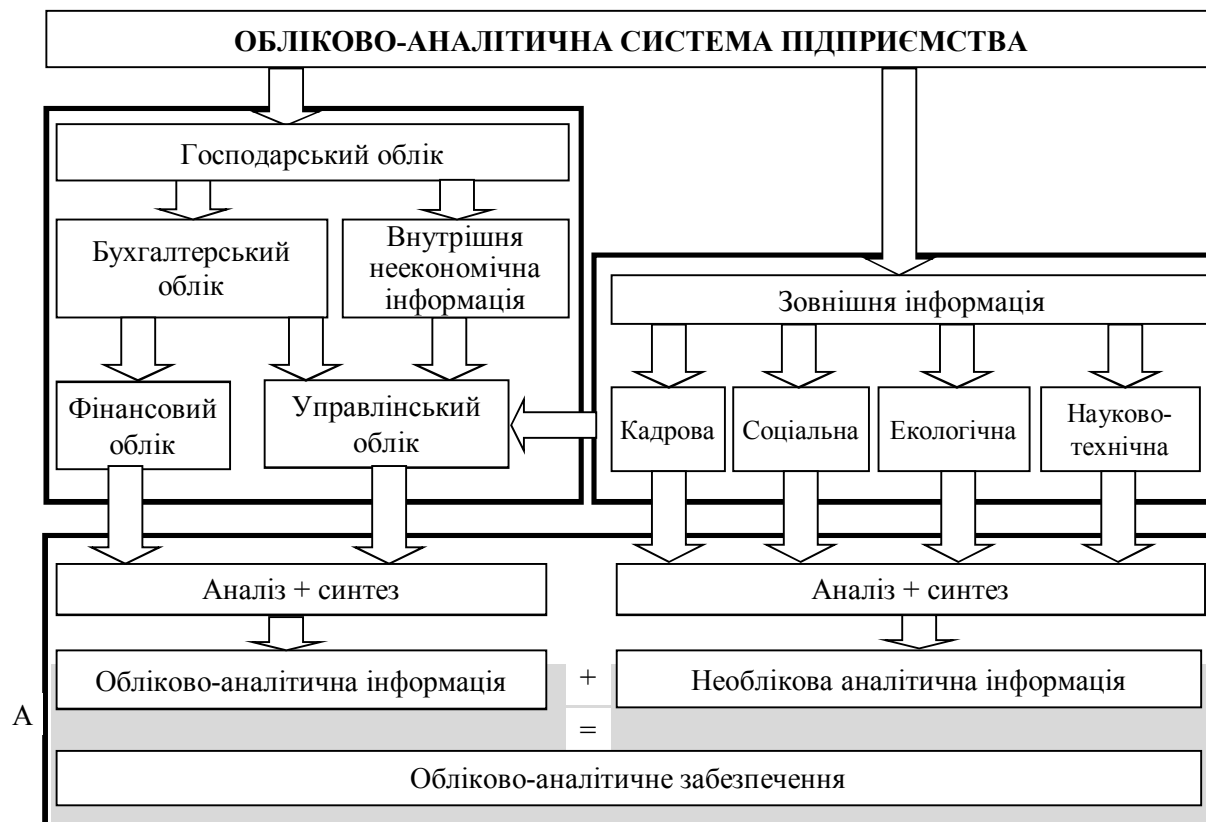 ОБЛІКОВО-АНАЛІТИЧНА СИСТЕМА ПІДПРИЄМСТВА
Господарський облік
Бухгалтерський
облік
Внутрішня
неекономічна
інформація
Зовнішня інформація
Фінансовий
облік
Управлінський
облік
Кадрова
Соціальна
Екологічна
Науково-
технічна
Аналіз + синтез
Аналіз + синтез
Обліково-аналітична інформація
+
Необлікова аналітична інформація
А
=
Обліково-аналітичне забезпечення